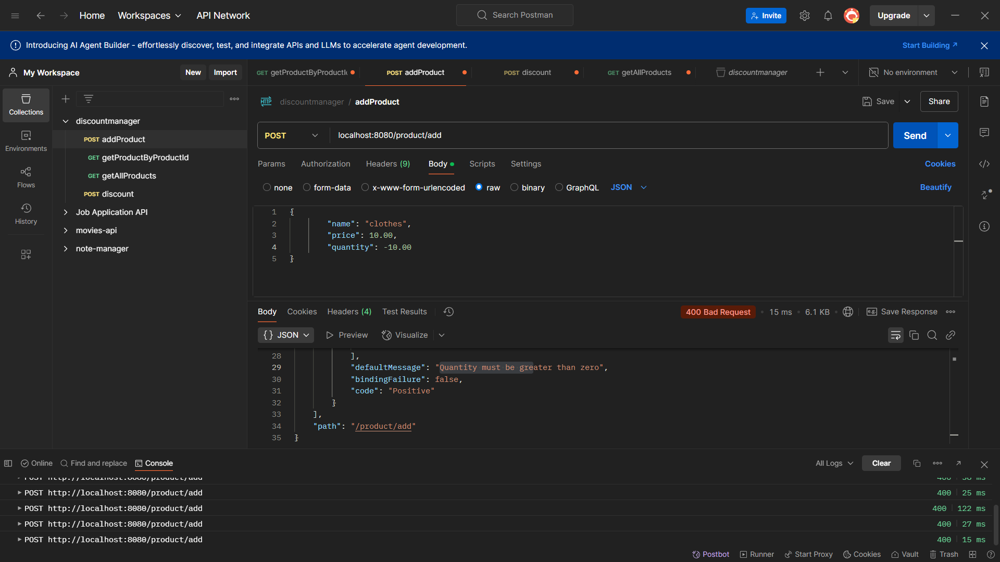 Home
Workspaces
API Network
Search Postman
Invite
Upgrade
Introducing AI Agent Builder - effortlessly discover, test, and integrate APIs and LLMs to accelerate agent development.
Start Building
My Workspace
New
Import
GET getProductByProductI
POST addProduct
POST discount
GET getAllProducts
discountmanager
No environment
Collections
Environments
Flows
History
discountmanager
POST addProduct
GET getProductByProductId
GET getAllProducts
POST discount
Job Application API
movies-api
note-manager
HTTP discountmanager / addProduct
Save
Share
POST
localhost:8080/product/add
Send
Params
Authorization
Headers (9)
Body
Scripts
Settings
Cookies
none
form-data
x-www-form-urlencoded
raw
binary
GraphQL
JSON
Beautify
1 {
2 "name": "clothes",
3 "price": 10.00,
4 "quantity": -10.00
5 }
Body
Cookies
Headers (4)
Test Results
400 Bad Request
15 ms
6.1 KB
e.g. Save Response
{} JSON
Preview
Visualize
28 ],
29 "defaultMessage": "Quantity must be greater than zero",
30 "bindingFailure": false,
31 "code": "Positive"
32 }
33 ],
34 "path": "/product/add"
35 }
Online
Find and replace
Console
All Logs
Clear
POST http://localhost:8080/product/add 400 58 ms
POST http://localhost:8080/product/add 400 25 ms
POST http://localhost:8080/product/add 400 122 ms
POST http://localhost:8080/product/add 400 27 ms
POST http://localhost:8080/product/add 400 15 ms
Postbot
Runner
Start Proxy
Cookies
Vault
Trash